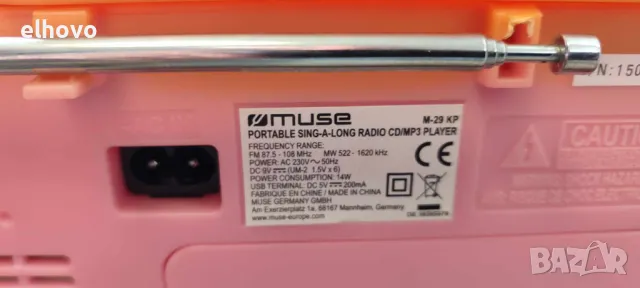 elhovo
/N:150
muse
M-29 KP
PORTABLE SING-A-LONG RADIO CD/MP3 PLAYER
FREQUENCY RANGE:
FM 87.5 - 108 MHz MW 522 - 1620 kHz
POWER: AC 230V ~ 50Hz
DC 9V ⎓ (UM-2 1.5V x 6)
POWER CONSUMPTION: 14W
USB TERMINAL: DC 5V ⎓ 200mA
FABRIQUE EN CHINE / MADE IN CHINA
MUSE GERMANY GMBH
Am Exerzierplatz 1a, 68167 Mannheim, Germany
www.muse-europe.com
CE
CAUTI
bazar.bg